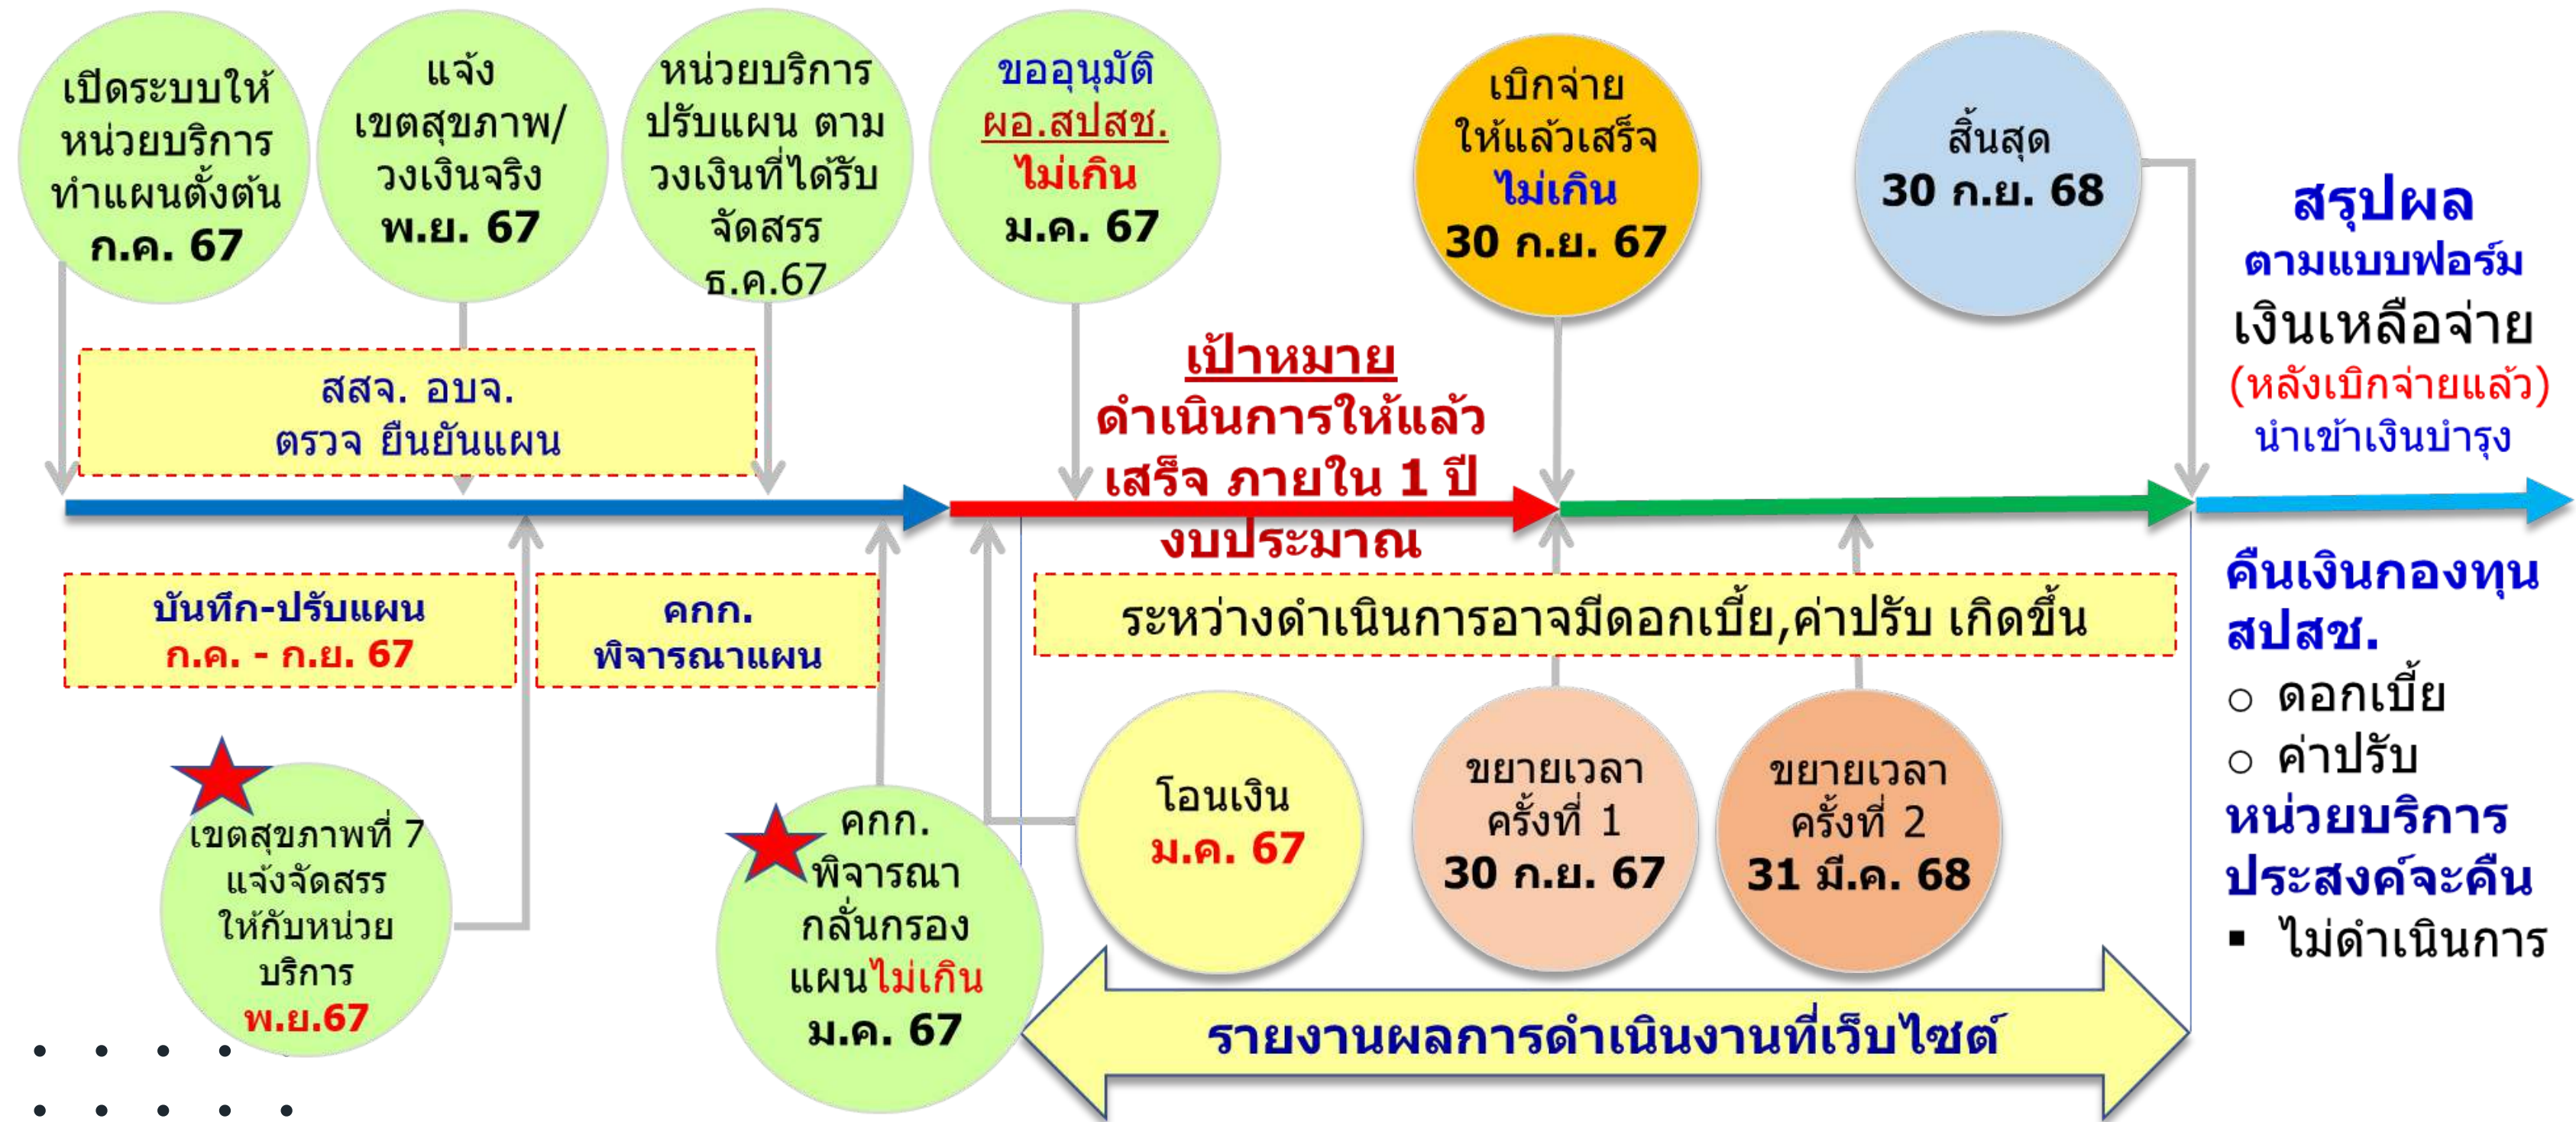 เปิดระบบให้
หน่วยบริการ
ทำแผนตั้งต้น
ก.ค. 67
แจ้ง
เขตสุขภาพ/
วงเงินจริง
พ.ย. 67
หน่วยบริการ
ปรับแผน ตาม
วงเงินที่ได้รับ
จัดสรร
ธ.ค.67
ขออนุมัติ
ผอ.สปสช.
ไม่เกิน
ม.ค. 67
เบิกจ่าย
ให้แล้วเสร็จ
ไม่เกิน
30 ก.ย. 67
สิ้นสุด
30 ก.ย. 68
สรุปผล
ตามแบบฟอร์ม
เงินเหลือจ่าย
(หลังเบิกจ่ายแล้ว)
นำเข้าเงินบำรุง
สสจ. อบจ.
ตรวจ ยืนยันแผน
เป้าหมาย
ดำเนินการให้แล้ว
เสร็จ ภายใน 1 ปี
งบประมาณ
บันทึก-ปรับแผน
ก.ค. - ก.ย. 67
คกก.
พิจารณาแผน
ระหว่างดำเนินการอาจมีดอกเบี้ย,ค่าปรับ เกิดขึ้น
คืนเงินกองทุน
สปสช.
○ ดอกเบี้ย
○ ค่าปรับ
หน่วยบริการ
ประสงค์จะคืน
▪ ไม่ดำเนินการ
เขตสุขภาพที่ 7
แจ้งจัดสรร
ให้กับหน่วย
บริการ
พ.ย.67
คกก.
พิจารณา
กลั่นกรอง
แผนไม่เกิน
ม.ค. 67
โอนเงิน
ม.ค. 67
ขยายเวลา
ครั้งที่ 1
30 ก.ย. 67
ขยายเวลา
ครั้งที่ 2
31 มี.ค. 68
รายงานผลการดำเนินงานที่เว็บไซต์